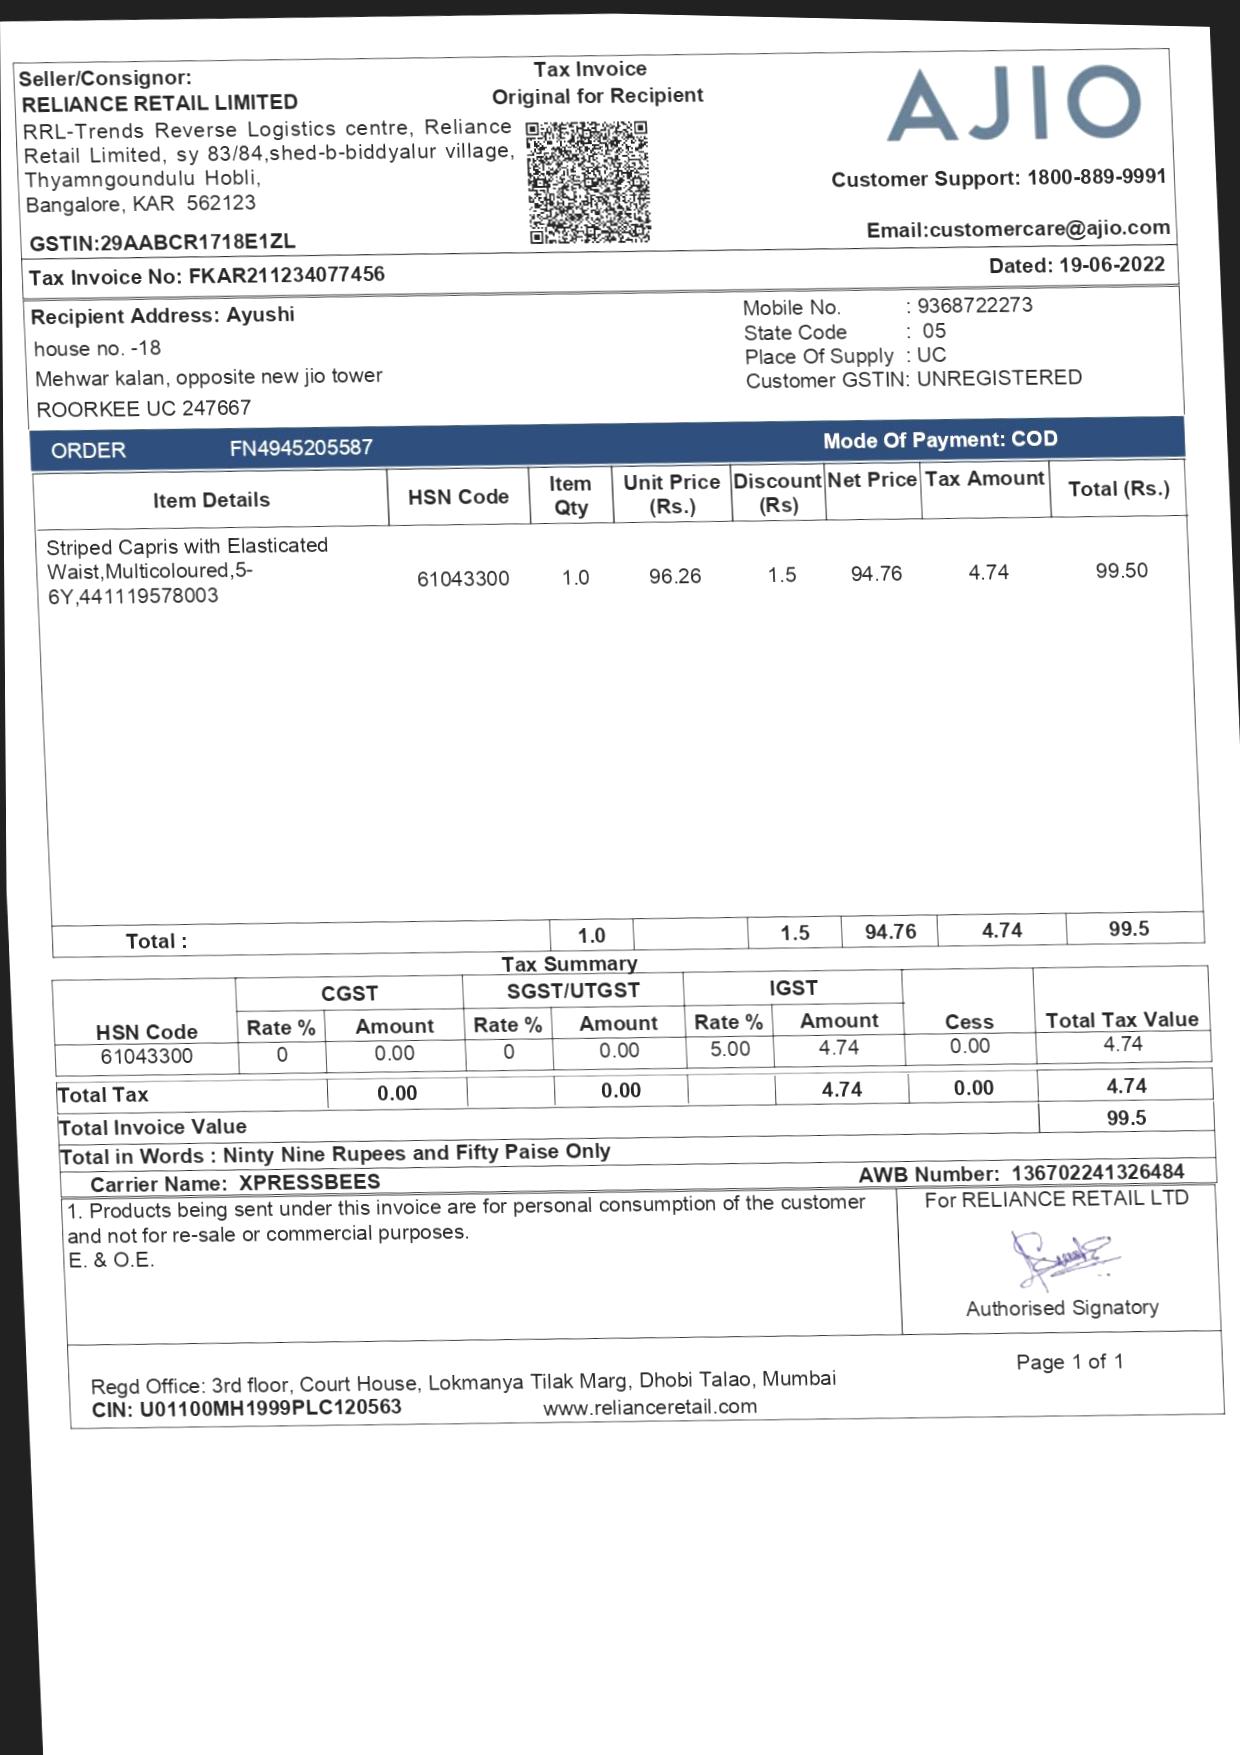 Seller/Consignor:
RELIANCE RETAIL LIMITED
RRL-Trends Reverse Logistics centre, Reliance
Retail Limited, sy 83/84,shed-b-biddyalur village,
Thyamngoundulu Hobli,
Bangalore, KAR 562123
GSTIN:29AABCR1718E1ZL
Tax Invoice
Original for Recipient
AJIO
Customer Support: 1800-889-9991
Email:customercare@ajio.com
Tax Invoice No: FKAR211234077456
Dated: 19-06-2022
Recipient Address: Ayushi
house no. -18
Mehwar kalan, opposite new jio tower
ROORKEE UC 247667
Mobile No. : 9368722273
State Code : 05
Place Of Supply : UC
Customer GSTIN: UNREGISTERED
ORDER FN4945205587 Mode Of Payment: COD
Item Details HSN Code Item Qty Unit Price (Rs.) Discount (Rs) Net Price Tax Amount Total (Rs.)
Striped Capris with Elasticated
Waist,Multicoloured,5-
6Y,441119578003
61043300 1.0 96.26 1.5 94.76 4.74 99.50
Total : 1.0 1.5 94.76 4.74 99.5
Tax Summary
CGST SGST/UTGST IGST
HSN Code Rate % Amount Rate % Amount Rate % Amount Cess Total Tax Value
61043300 0 0.00 0 0.00 5.00 4.74 0.00 4.74
Total Tax 0.00 0.00 4.74 0.00 4.74
Total Invoice Value 99.5
Total in Words : Ninty Nine Rupees and Fifty Paise Only
Carrier Name: XPRESSBEES AWB Number: 136702241326484
1. Products being sent under this invoice are for personal consumption of the customer
and not for re-sale or commercial purposes.
E. & O.E.
For RELIANCE RETAIL LTD
Authorised Signatory
Page 1 of 1
Regd Office: 3rd floor, Court House, Lokmanya Tilak Marg, Dhobi Talao, Mumbai
CIN: U01100MH1999PLC120563 www.relianceretail.com